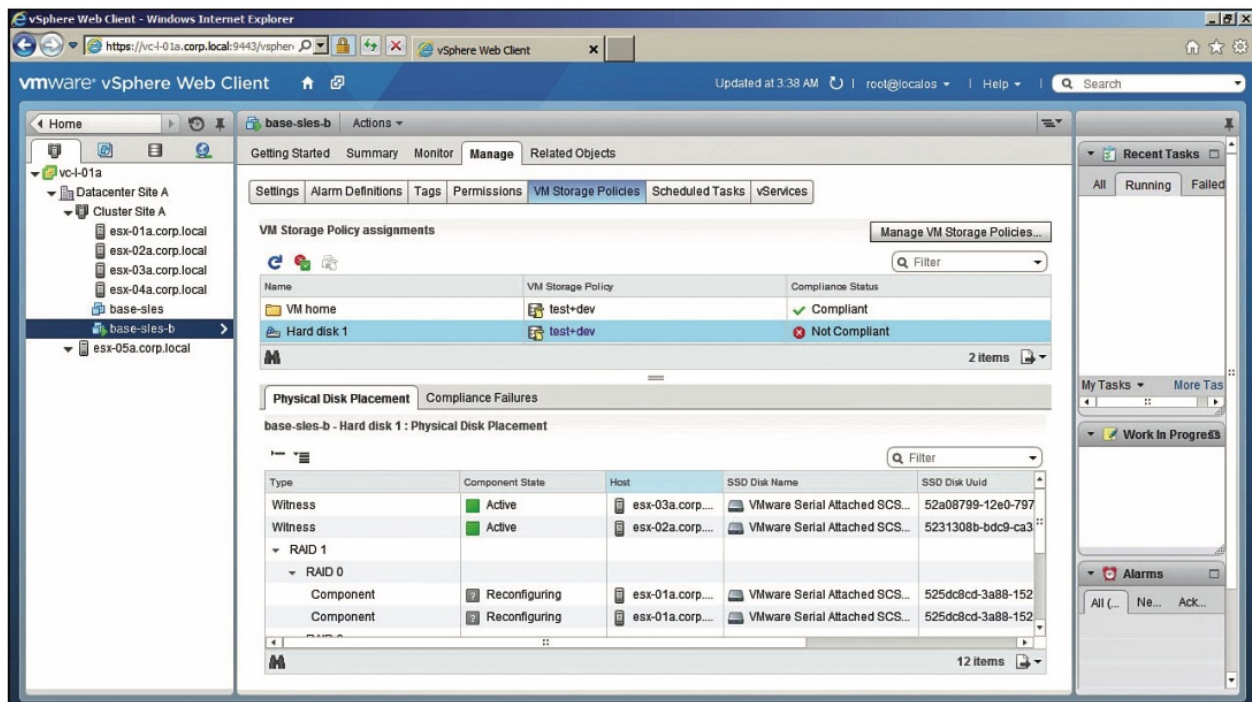 vSphere Web Client - Windows Internet Explorer
https://vc-l-01a.corp.local:9443/vspher
vSphere Web Client
vmware® vSphere Web Client
Updated at 3:38 AM
root@localos
Help
Search
Home
vc-l-01a
Datacenter Site A
Cluster Site A
esx-01a.corp.local
esx-02a.corp.local
esx-03a.corp.local
esx-04a.corp.local
base-sles
base-sles-b
esx-05a.corp.local
base-sles-b Actions
Getting Started Summary Monitor Manage Related Objects
Settings Alarm Definitions Tags Permissions VM Storage Policies Scheduled Tasks vServices
VM Storage Policy assignments
Manage VM Storage Policies...
Filter
Name VM Storage Policy Compliance Status
VM home test+dev Compliant
Hard disk 1 test+dev Not Compliant
2 items
Physical Disk Placement Compliance Failures
base-sles-b - Hard disk 1 : Physical Disk Placement
Filter
Type Component State Host SSD Disk Name SSD Disk Uuid
Witness Active esx-03a.corp.... VMware Serial Attached SCS... 52a08799-12e0-797
Witness Active esx-02a.corp.... VMware Serial Attached SCS... 5231308b-bdc9-ca3
RAID 1
RAID 0
Component Reconfiguring esx-01a.corp.... VMware Serial Attached SCS... 525dc8cd-3a88-152
Component Reconfiguring esx-01a.corp.... VMware Serial Attached SCS... 525dc8cd-3a88-152
12 items
Recent Tasks
All Running Failed
My Tasks More Tas
Work In Progress
Alarms
All (... Ne... Ack...